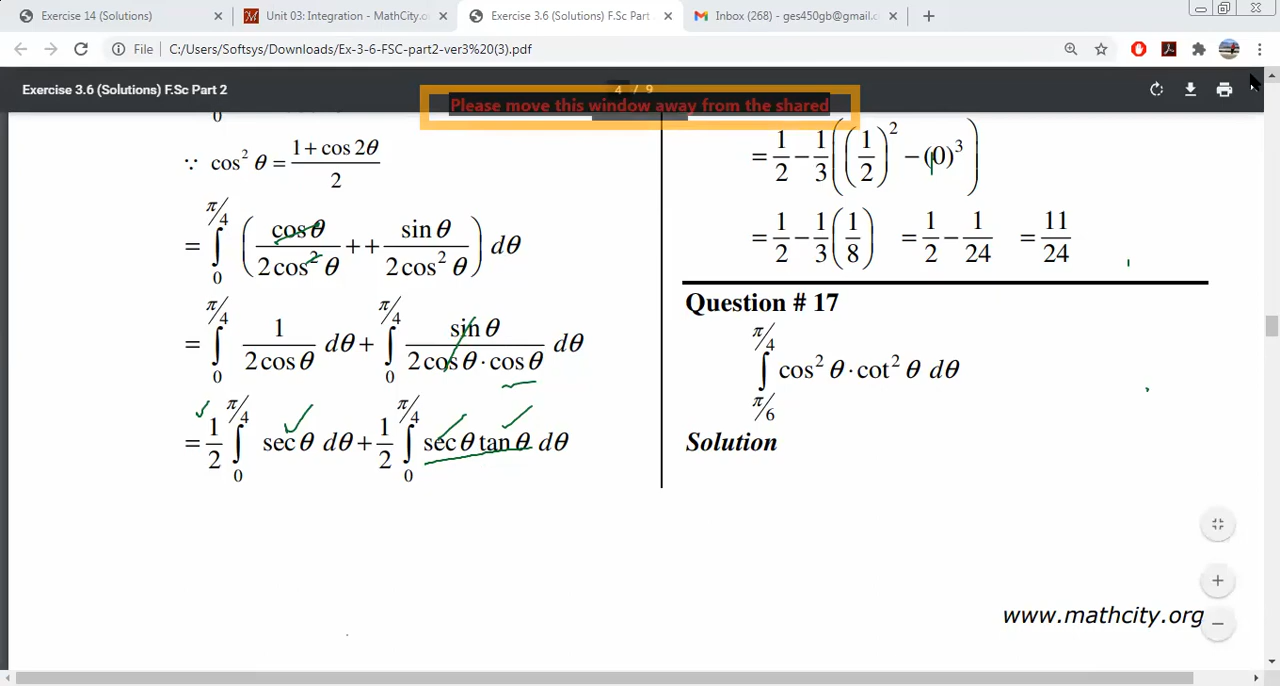 Exercise 14 (Solutions)
Unit 03: Integration - MathCity.o
Exercise 3.6 (Solutions) F.Sc Part
Inbox (268) - ges450gb@gmail.c
File | C:/Users/Softsys/Downloads/Ex-3-6-FSC-part2-ver3%20(3).pdf
Exercise 3.6 (Solutions) F.Sc Part 2
4 / 9
Please move this window away from the shared
0
∵ cos² θ = (1 + cos 2θ)/2
= ∫₀^{π/4} ( cos θ / 2cos² θ + + sin θ / 2cos² θ ) dθ
= ∫₀^{π/4} 1 / 2cos θ dθ + ∫₀^{π/4} sin θ / 2cos θ · cos θ dθ
= 1/2 ∫₀^{π/4} sec θ dθ + 1/2 ∫₀^{π/4} sec θ tan θ dθ
= 1/2 − 1/3 ( (1/2)² − (0)³ )
= 1/2 − 1/3 (1/8) = 1/2 − 1/24 = 11/24
Question # 17
∫_{π/6}^{π/4} cos² θ · cot² θ dθ
Solution
www.mathcity.org